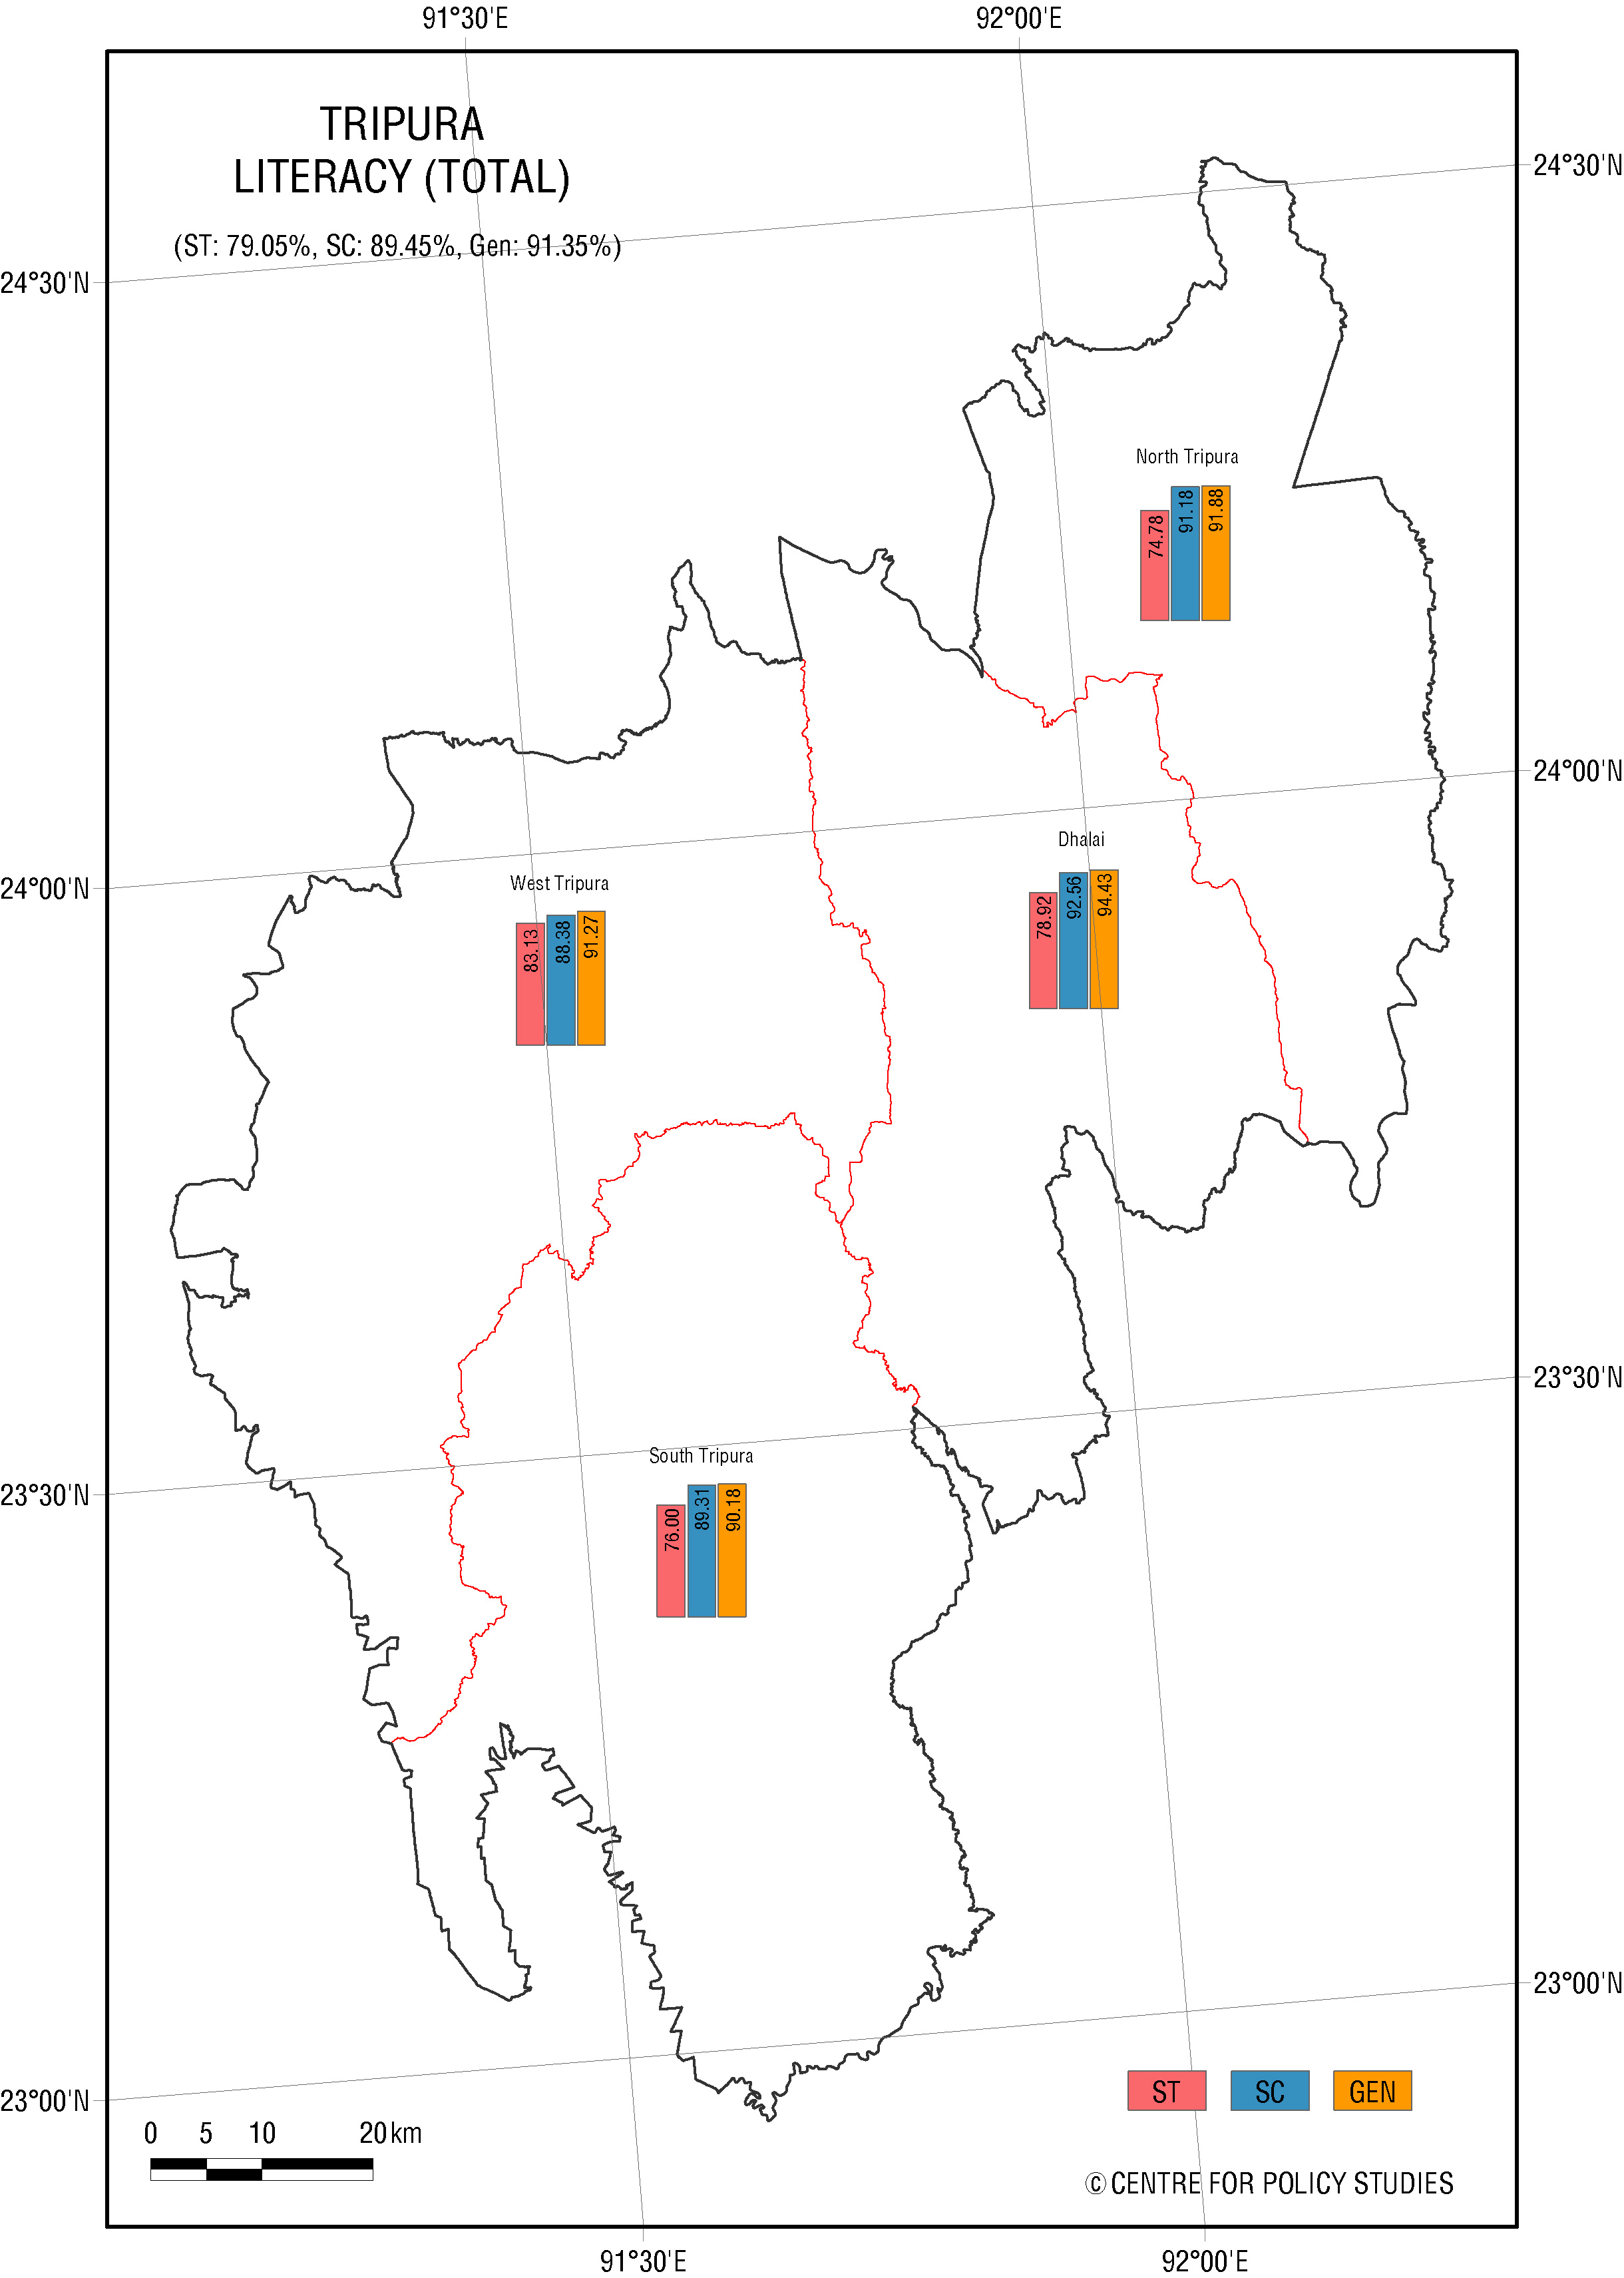 91°30'E
92°00'E
TRIPURA
LITERACY (TOTAL)
(ST: 79.05%, SC: 89.45%, Gen: 91.35%)
24°30'N
24°30'N
North Tripura
74.78
91.18
91.88
24°00'N
24°00'N
Dhalai
78.92
92.56
94.43
West Tripura
83.13
88.38
91.27
23°30'N
23°30'N
South Tripura
76.00
89.31
90.18
23°00'N
23°00'N
ST SC GEN
0 5 10 20 km
© CENTRE FOR POLICY STUDIES
91°30'E
92°00'E